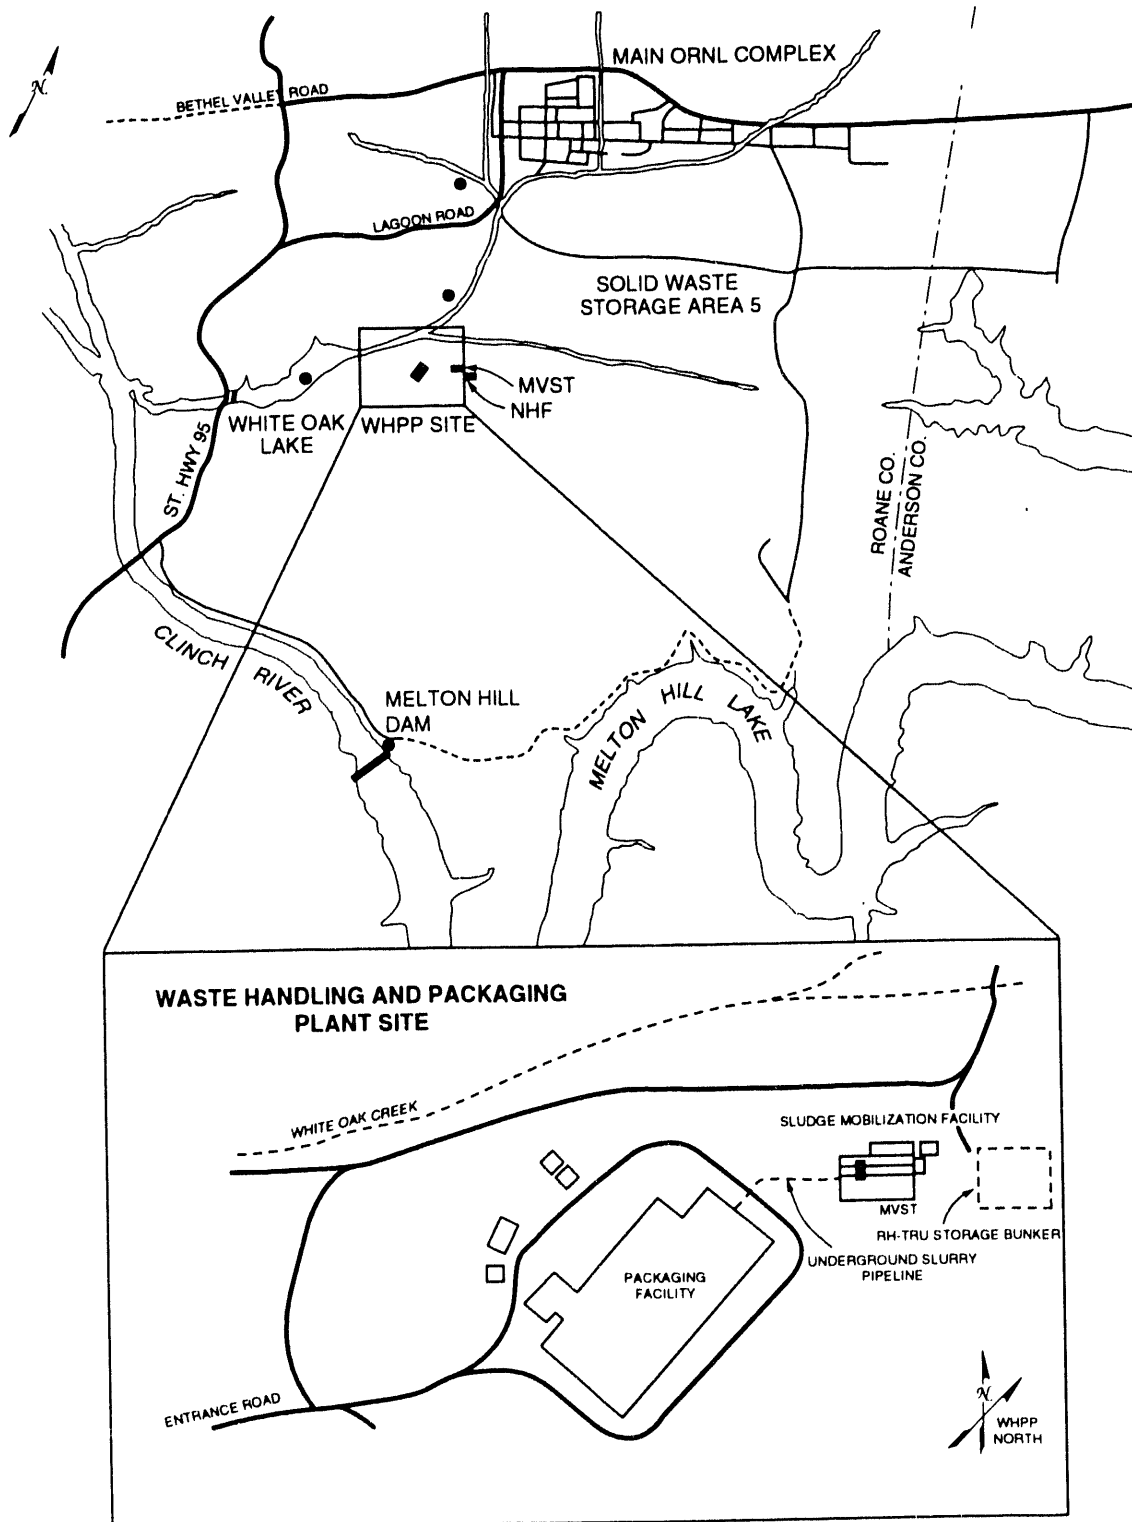 MAIN ORNL COMPLEX
N.
BETHEL VALLEY ROAD
LAGOON ROAD
SOLID WASTE
STORAGE AREA 5
MVST
NHF
WHITE OAK
LAKE
WHPP SITE
ST. HWY 95
ROANE CO.
ANDERSON CO.
CLINCH RIVER
MELTON HILL
DAM
MELTON HILL LAKE
WASTE HANDLING AND PACKAGING
PLANT SITE
WHITE OAK CREEK
SLUDGE MOBILIZATION FACILITY
MVST
RH-TRU STORAGE BUNKER
UNDERGROUND SLURRY
PIPELINE
PACKAGING
FACILITY
ENTRANCE ROAD
N.
WHPP
NORTH